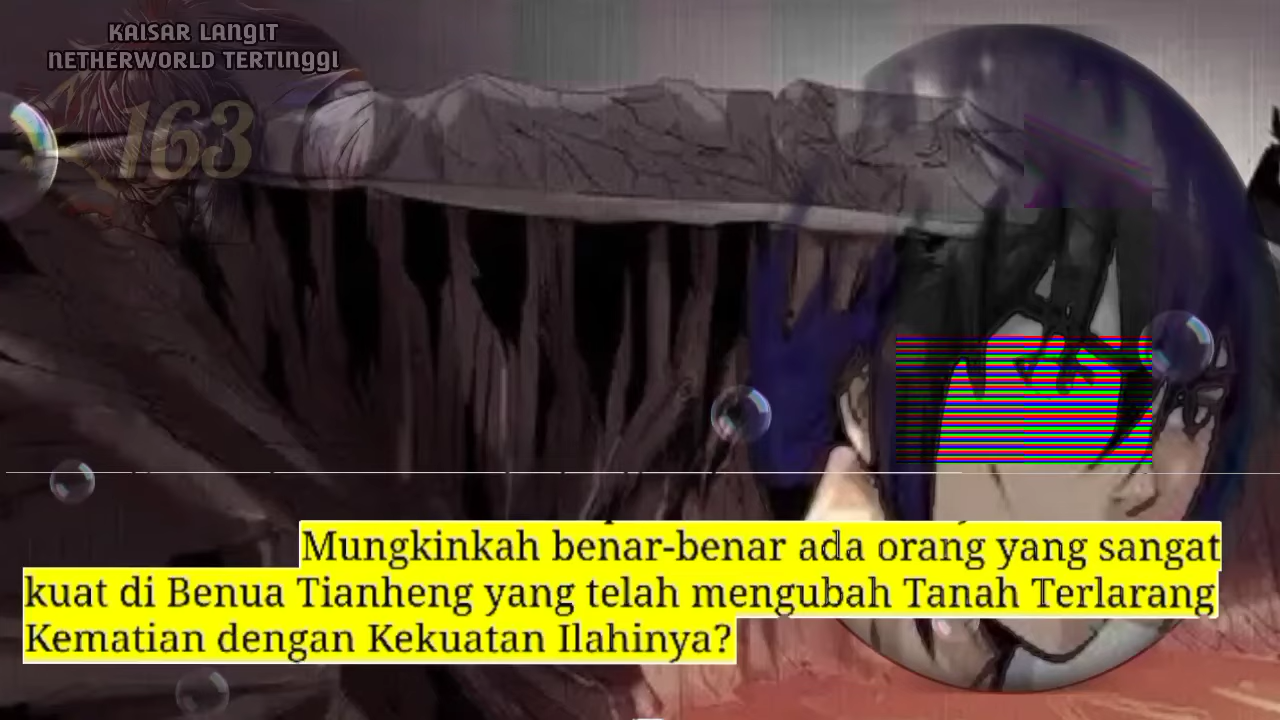 KAISAR LANGIT
NETHERWORLD TERTINGGI
163
Mungkinkah benar-benar ada orang yang sangat
kuat di Benua Tianheng yang telah mengubah Tanah Terlarang
Kematian dengan Kekuatan Ilahinya?